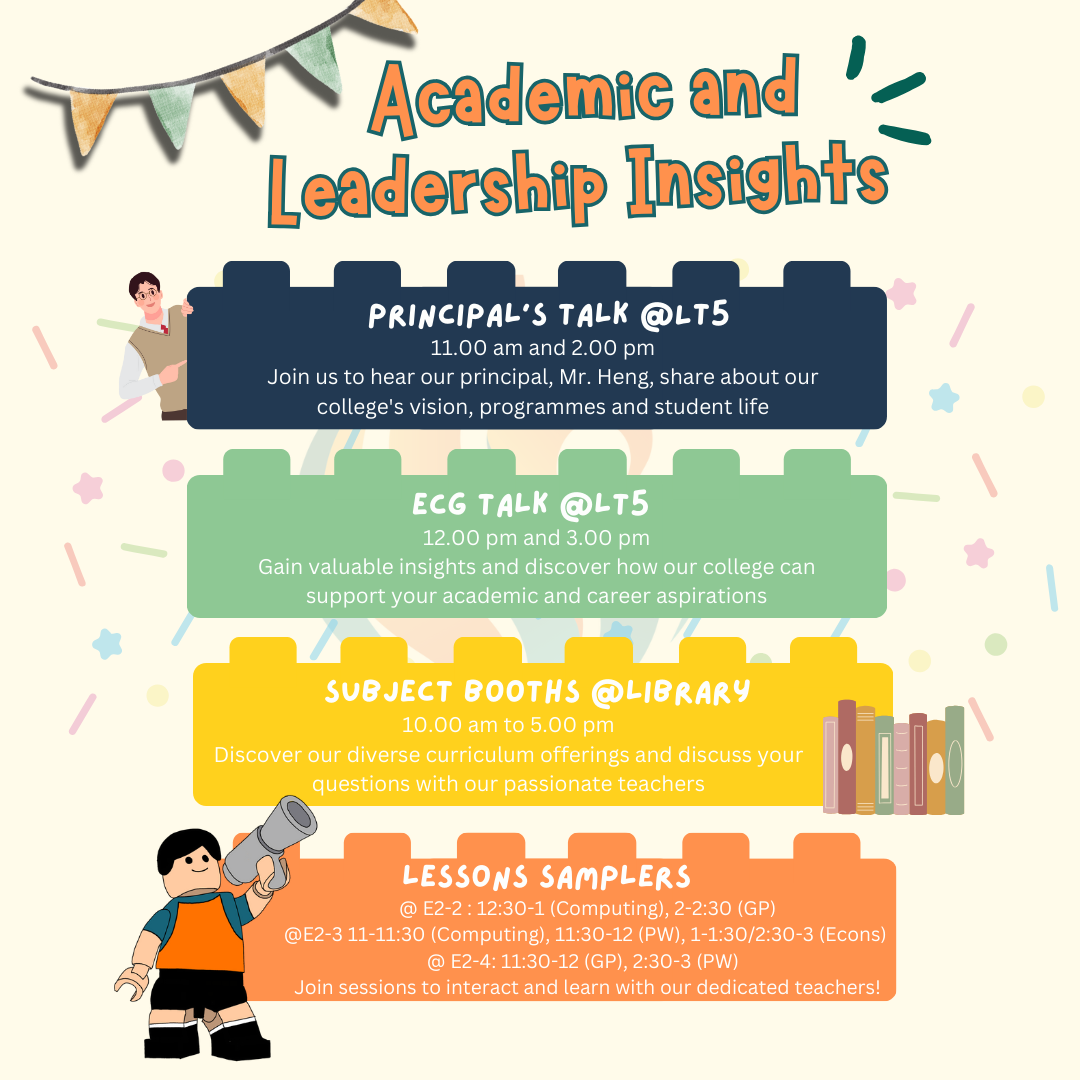 Academic and
Leadership Insights
PRINCIPAL'S TALK @LT5
11.00 am and 2.00 pm
Join us to hear our principal, Mr. Heng, share about our
college's vision, programmes and student life
ECG TALK @LT5
12.00 pm and 3.00 pm
Gain valuable insights and discover how our college can
support your academic and career aspirations
SUBJECT BOOTHS @LIBRARY
10.00 am to 5.00 pm
Discover our diverse curriculum offerings and discuss your
questions with our passionate teachers
LESSONS SAMPLERS
@ E2-2 : 12:30-1 (Computing), 2-2:30 (GP)
@E2-3 11-11:30 (Computing), 11:30-12 (PW), 1-1:30/2:30-3 (Econs)
@ E2-4: 11:30-12 (GP), 2:30-3 (PW)
Join sessions to interact and learn with our dedicated teachers!